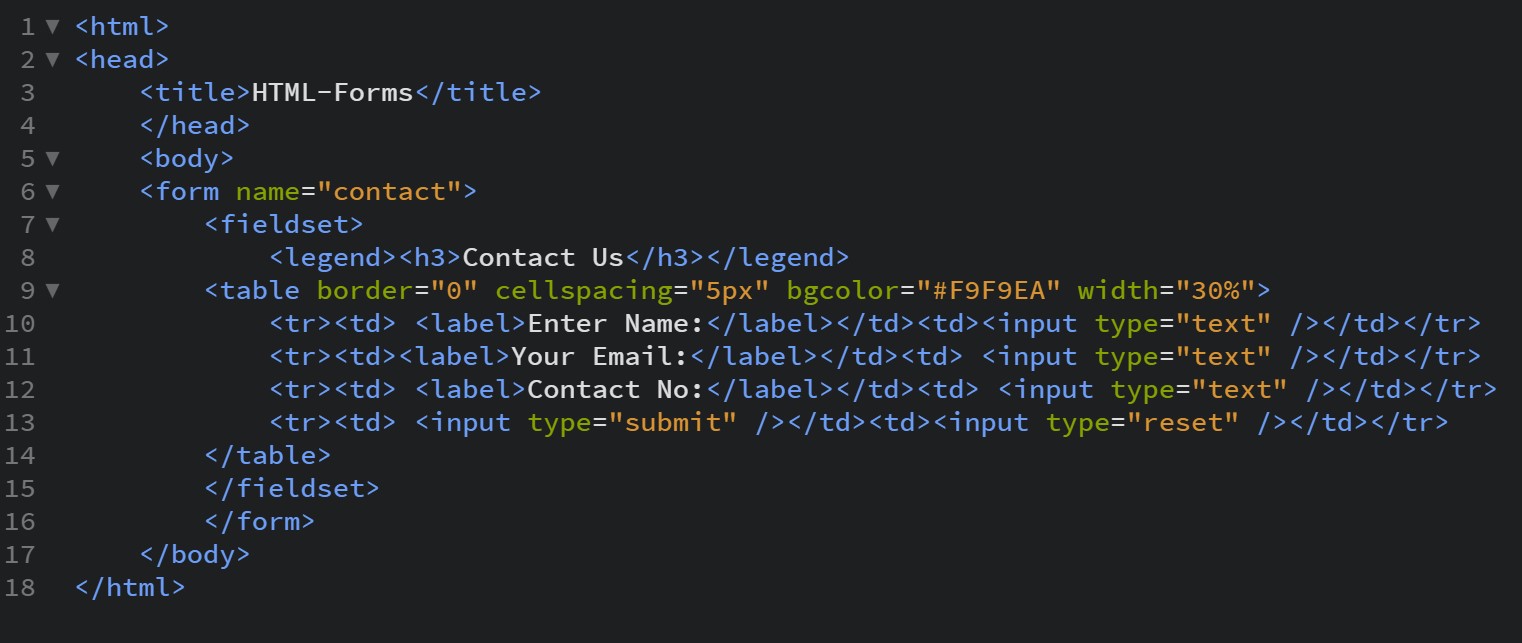 1 ▼ <html>
2 ▼ <head>
3 <title>HTML-Forms</title>
4 </head>
5 ▼ <body>
6 ▼ <form name="contact">
7 ▼ <fieldset>
8 <legend><h3>Contact Us</h3></legend>
9 ▼ <table border="0" cellspacing="5px" bgcolor="#F9F9EA" width="30%">
10 <tr><td> <label>Enter Name:</label></td><td><input type="text" /></td></tr>
11 <tr><td><label>Your Email:</label></td><td> <input type="text" /></td></tr>
12 <tr><td> <label>Contact No:</label></td><td> <input type="text" /></td></tr>
13 <tr><td> <input type="submit" /></td><td><input type="reset" /></td></tr>
14 </table>
15 </fieldset>
16 </form>
17 </body>
18 </html>